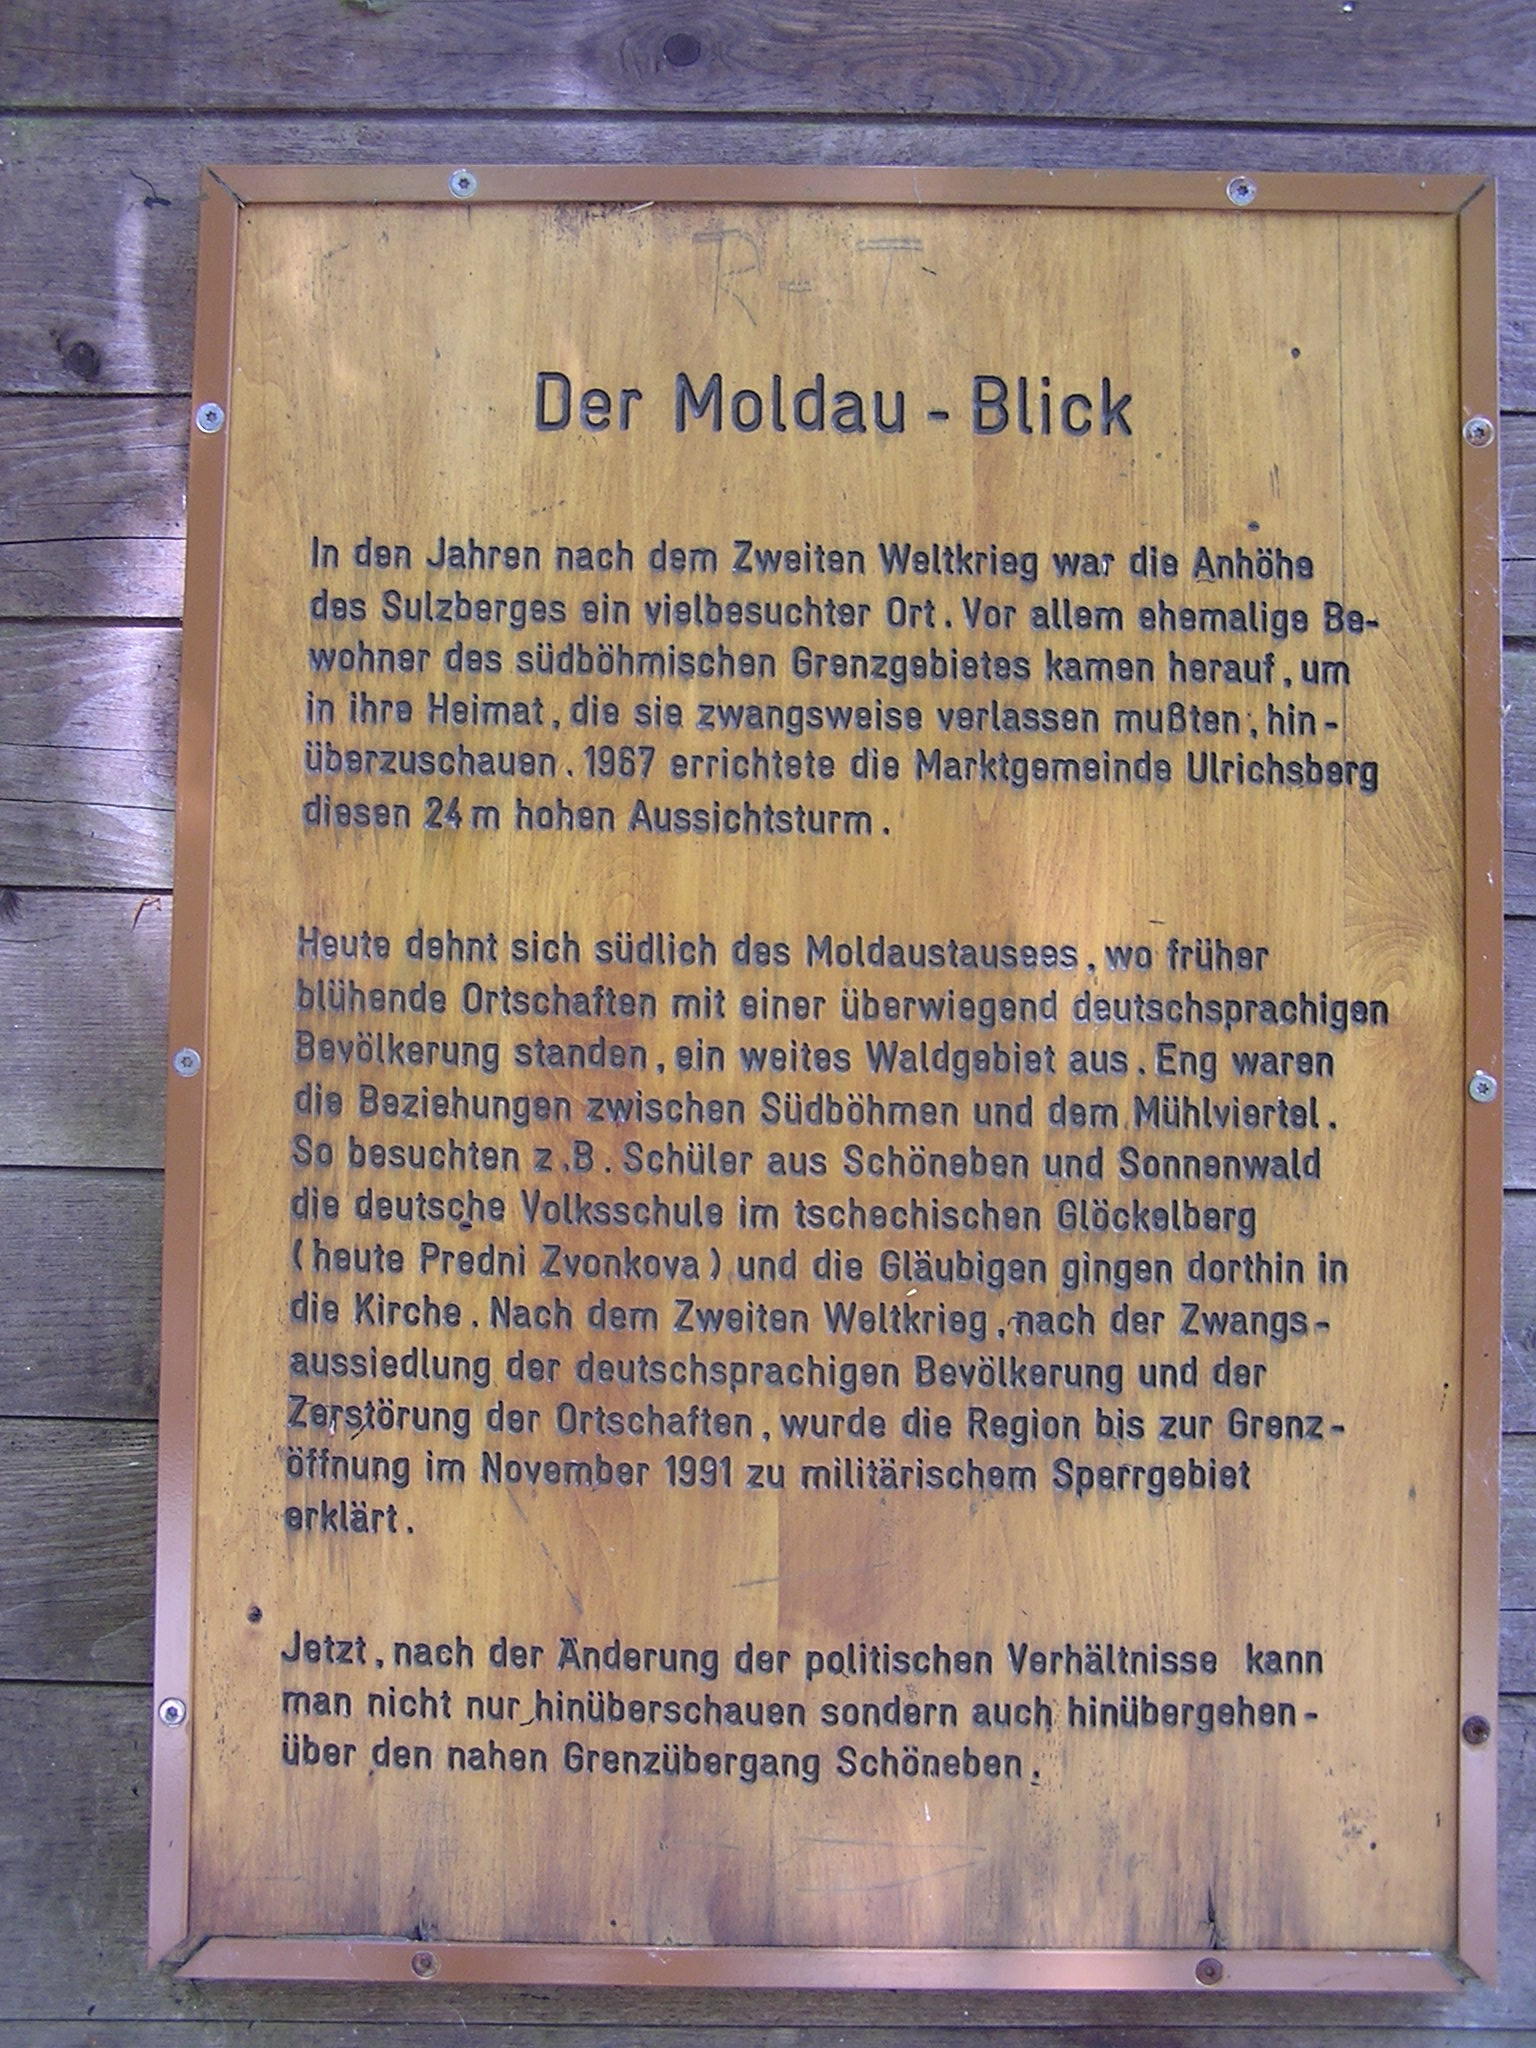 R - T
Der Moldau - Blick
In den Jahren nach dem Zweiten Weltkrieg war die Anhöhe
des Sulzberges ein vielbesuchter Ort. Vor allem ehemalige Be-
wohner des südböhmischen Grenzgebietes kamen herauf, um
in ihre Heimat, die sie zwangsweise verlassen mußten, hin-
überzuschauen. 1967 errichtete die Marktgemeinde Ulrichsberg
diesen 24 m hohen Aussichtsturm.
Heute dehnt sich südlich des Moldaustausees, wo früher
blühende Ortschaften mit einer überwiegend deutschsprachigen
Bevölkerung standen, ein weites Waldgebiet aus. Eng waren
die Beziehungen zwischen Südböhmen und dem Mühlviertel.
So besuchten z.B. Schüler aus Schöneben und Sonnenwald
die deutsche Volksschule im tschechischen Glöckelberg
(heute Predni Zvonkova) und die Gläubigen gingen dorthin in
die Kirche. Nach dem Zweiten Weltkrieg, nach der Zwangs-
aussiedlung der deutschsprachigen Bevölkerung und der
Zerstörung der Ortschaften, wurde die Region bis zur Grenz-
öffnung im November 1991 zu militärischem Sperrgebiet
erklärt.
Jetzt, nach der Änderung der politischen Verhältnisse kann
man nicht nur hinüberschauen sondern auch hinübergehen-
über den nahen Grenzübergang Schöneben.